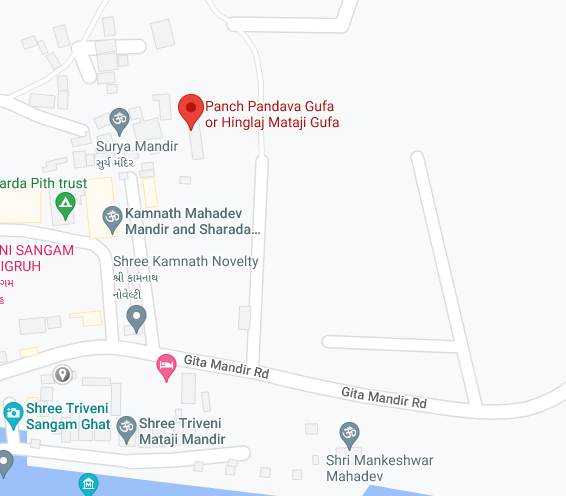 Panch Pandava Gufa
or Hinglaj Mataji Gufa
Surya Mandir
સુર્ય મંદિર
arda Pith trust
Kamnath Mahadev
Mandir and Sharada...
NI SANGAM
IGRUH
ગમ
હ
Shree Kamnath Novelty
શ્રી કામનાથ
નોવેલ્ટી
Gita Mandir Rd
Gita Mandir Rd
Shree Triveni
Sangam Ghat
Shree Triveni
Mataji Mandir
Shri Mankeshwar
Mahadev